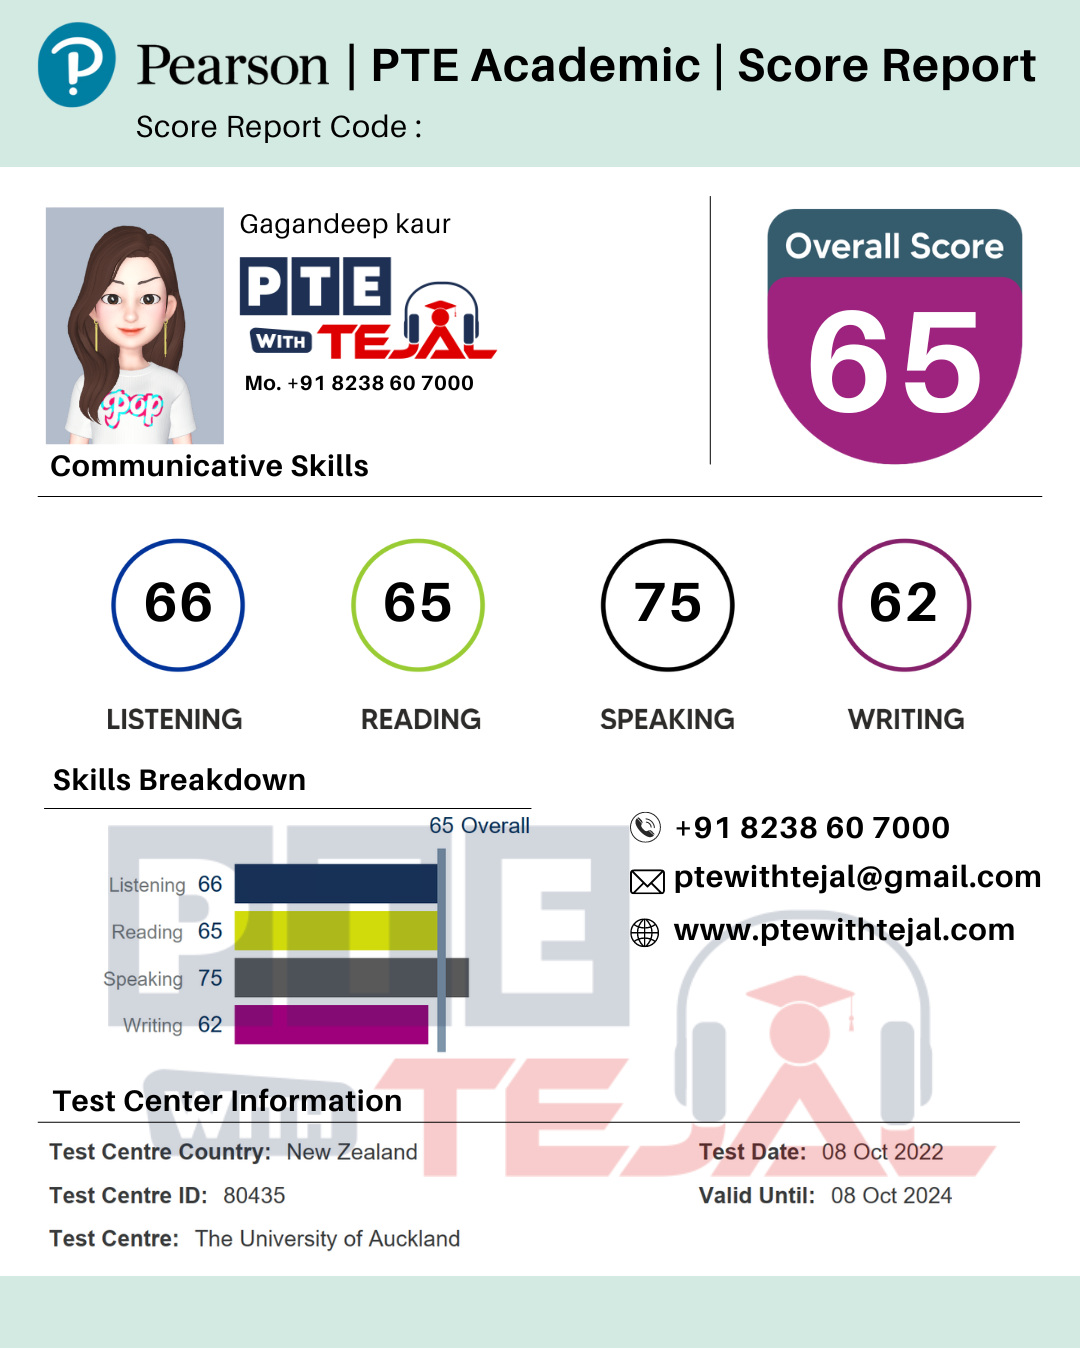 Pearson | PTE Academic | Score Report
Score Report Code :
Gagandeep kaur
PTE
WITH TEJAL
Mo. +91 8238 60 7000
Overall Score
65
Pop
Communicative Skills
66 65 75 62
LISTENING READING SPEAKING WRITING
Skills Breakdown
65 Overall
Listening 66
Reading 65
Speaking 75
Writing 62
+91 8238 60 7000
ptewithtejal@gmail.com
www.ptewithtejal.com
PTE
WITH TEJAL
Test Center Information
Test Centre Country: New Zealand
Test Date: 08 Oct 2022
Test Centre ID: 80435
Valid Until: 08 Oct 2024
Test Centre: The University of Auckland